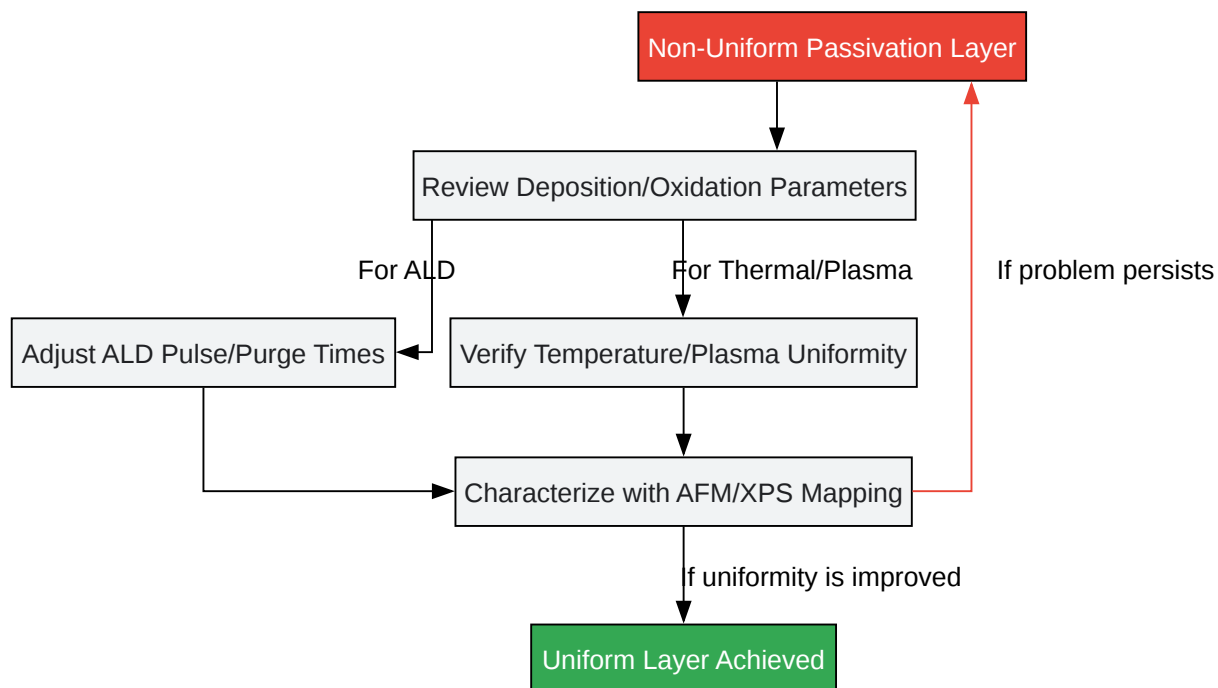 Non-Uniform Passivation Layer
Review Deposition/Oxidation Parameters
For ALD
For Thermal/Plasma
If problem persists
Adjust ALD Pulse/Purge Times
Verify Temperature/Plasma Uniformity
Characterize with AFM/XPS Mapping
If uniformity is improved
Uniform Layer Achieved